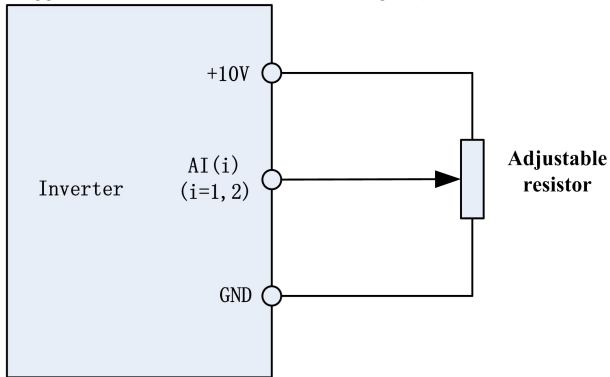 +10V
AI(i)
(i=1,2)
Inverter
GND
Adjustable
resistor